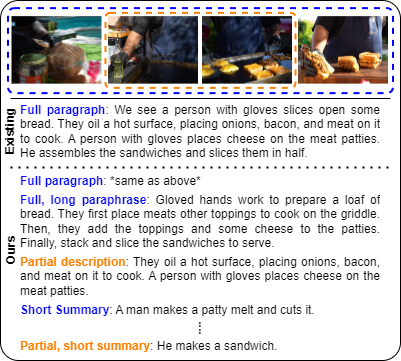 Existing
Full paragraph: We see a person with gloves slices open some
bread. They oil a hot surface, placing onions, bacon, and meat on it
to cook. A person with gloves places cheese on the meat patties.
He assembles the sandwiches and slices them in half.
Ours
Full paragraph: *same as above*
Full, long paraphrase: Gloved hands work to prepare a loaf of
bread. They first place meats other toppings to cook on the griddle.
Then, they add the toppings and some cheese to the patties.
Finally, stack and slice the sandwiches to serve.
Partial description: They oil a hot surface, placing onions, bacon,
and meat on it to cook. A person with gloves places cheese on the
meat patties.
Short Summary: A man makes a patty melt and cuts it.
Partial, short summary: He makes a sandwich.